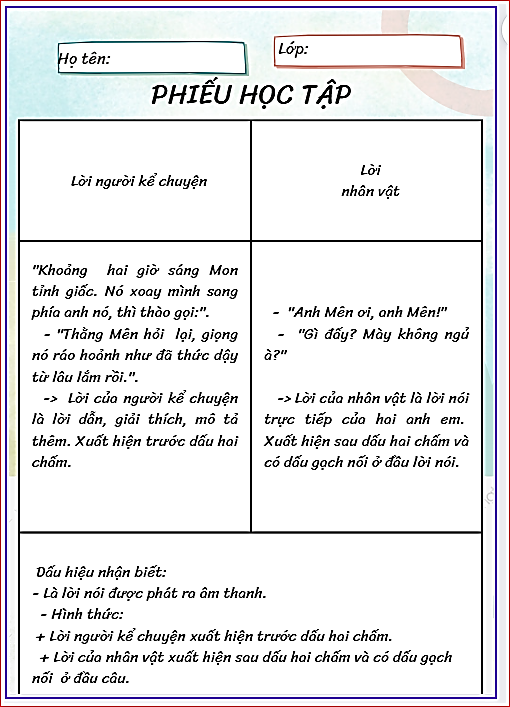 Họ tên:
Lớp:
PHIẾU HỌC TẬP
Lời người kể chuyện
Lời
nhân vật
"Khoảng hai giờ sáng Mon
tỉnh giấc. Nó xoay mình sang
phía anh nó, thì thào gọi:".
- "Thằng Mên hỏi lại, giọng
nó ráo hoảnh như đã thức dậy
từ lâu lắm rồi.".
-> Lời của người kể chuyện
là lời dẫn, giải thích, mô tả
thêm. Xuất hiện trước dấu hai
chấm.
- "Anh Mên ơi, anh Mên!"
- "Gì đấy? Mày không ngủ
à?"
-> Lời của nhân vật là lời nói
trực tiếp của hai anh em.
Xuất hiện sau dấu hai chấm và
có dấu gạch nối ở đầu lời nói.
Dấu hiệu nhận biết:
- Là lời nói được phát ra âm thanh.
- Hình thức:
+ Lời người kể chuyện xuất hiện trước dấu hai chấm.
+ Lời của nhân vật xuất hiện sau dấu hai chấm và có dấu gạch
nối ở đầu câu.